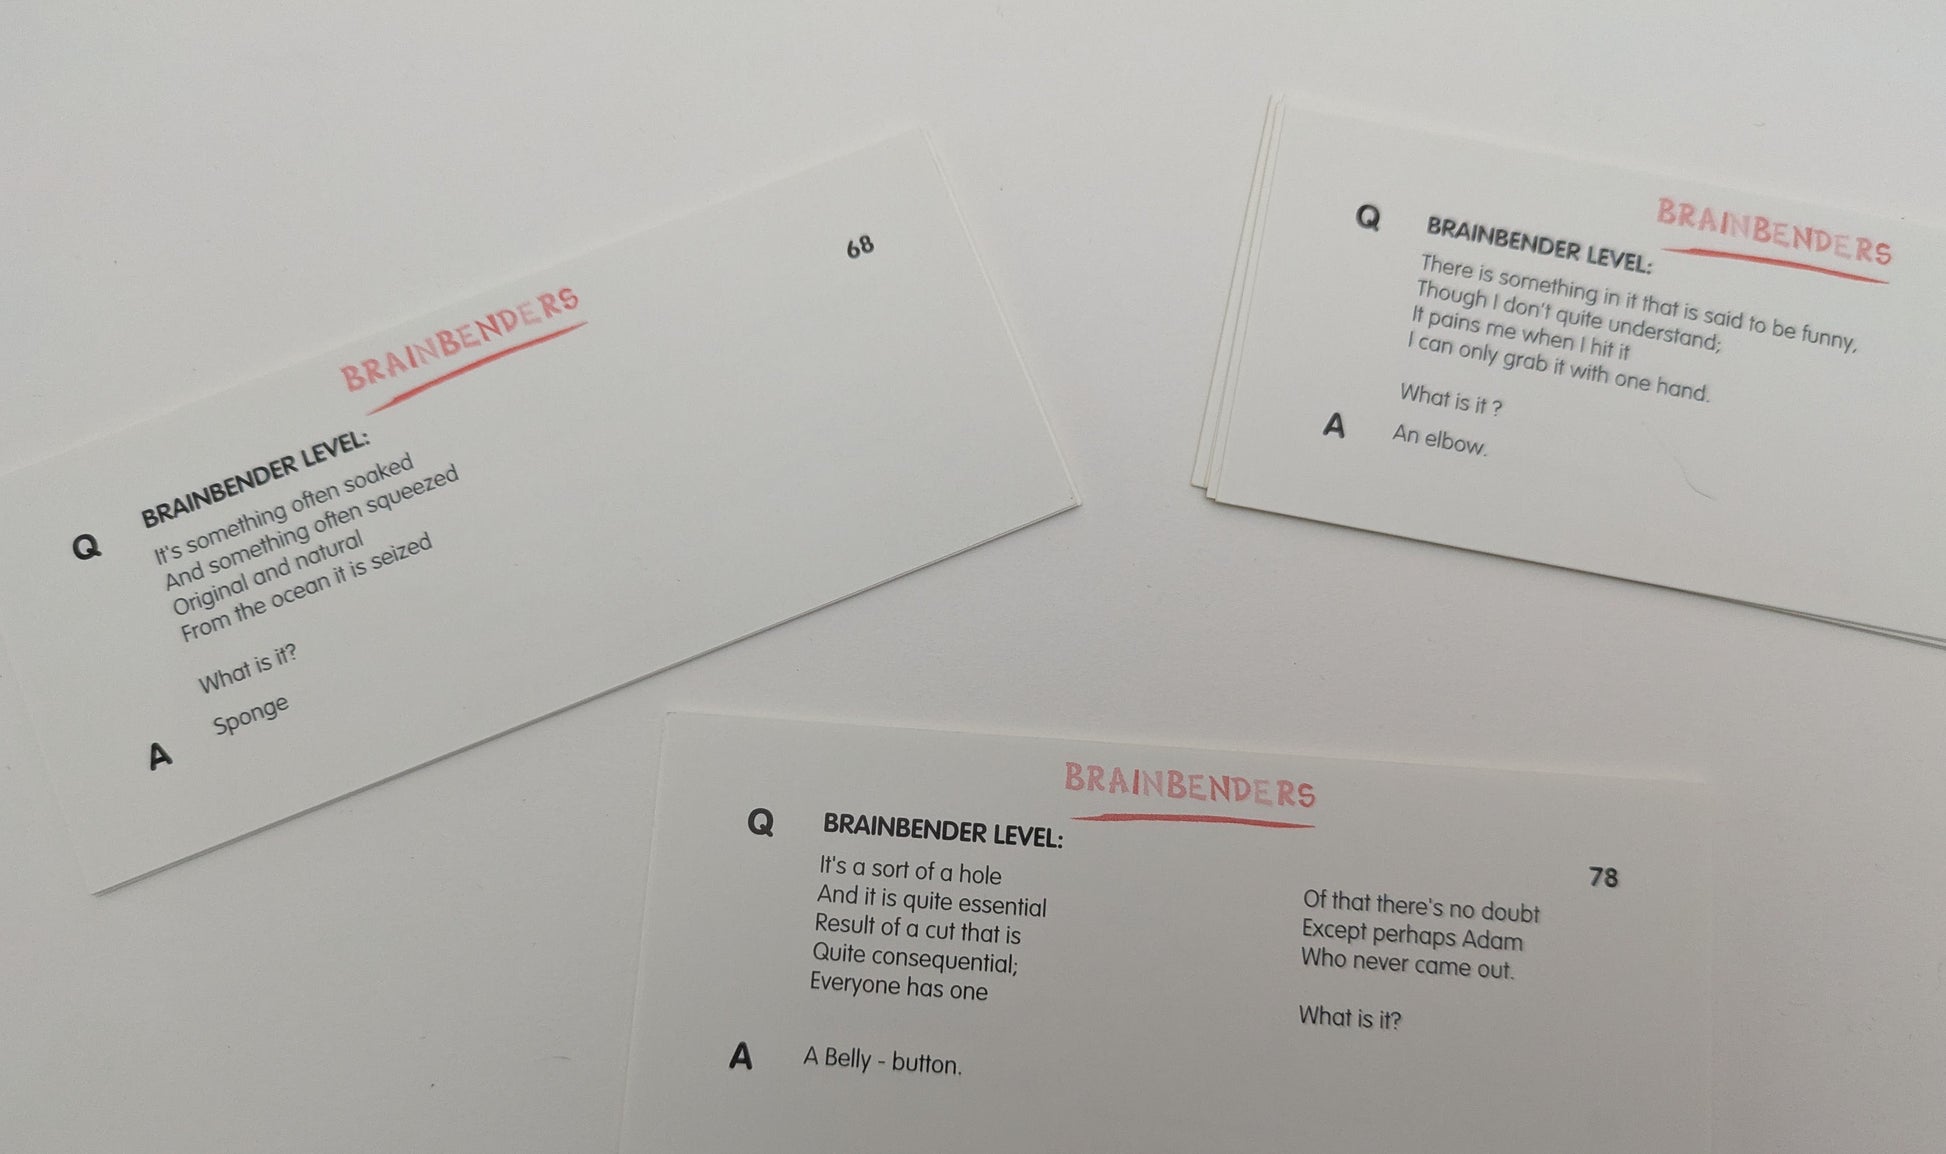 BRAINBENDERS
68
Q
BRAINBENDER LEVEL:
It's something often soaked
And something often squeezed
Original and natural
From the ocean it is seized
What is it?
A
Sponge
BRAINBENDERS
Q
BRAINBENDER LEVEL:
There is something in it that is said to be funny,
Though I don't quite understand;
It pains me when I hit it
I can only grab it with one hand.
What is it ?
A
An elbow.
BRAINBENDERS
78
Q
BRAINBENDER LEVEL:
It's a sort of a hole
And it is quite essential
Result of a cut that is
Quite consequential;
Everyone has one
Of that there's no doubt
Except perhaps Adam
Who never came out.
What is it?
A
A Belly - button.